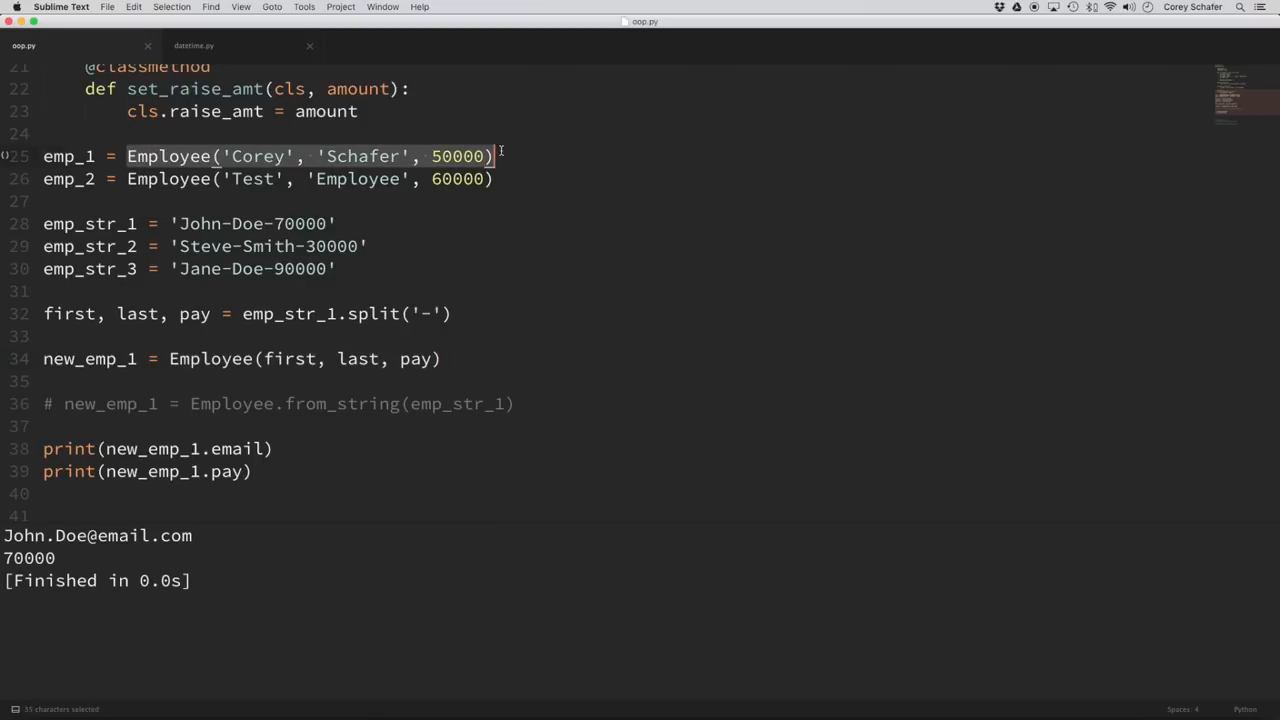 Sublime Text File Edit Selection Find View Goto Tools Project Window Help Corey Schafer
oop.py
oop.py datetime.py
21 @classmethod
22 def set_raise_amt(cls, amount):
23 cls.raise_amt = amount
24
25 emp_1 = Employee('Corey', 'Schafer', 50000)
26 emp_2 = Employee('Test', 'Employee', 60000)
27
28 emp_str_1 = 'John-Doe-70000'
29 emp_str_2 = 'Steve-Smith-30000'
30 emp_str_3 = 'Jane-Doe-90000'
31
32 first, last, pay = emp_str_1.split('-')
33
34 new_emp_1 = Employee(first, last, pay)
35
36 # new_emp_1 = Employee.from_string(emp_str_1)
37
38 print(new_emp_1.email)
39 print(new_emp_1.pay)
40
41
John.Doe@email.com
70000
[Finished in 0.0s]
35 characters selected Spaces: 4 Python